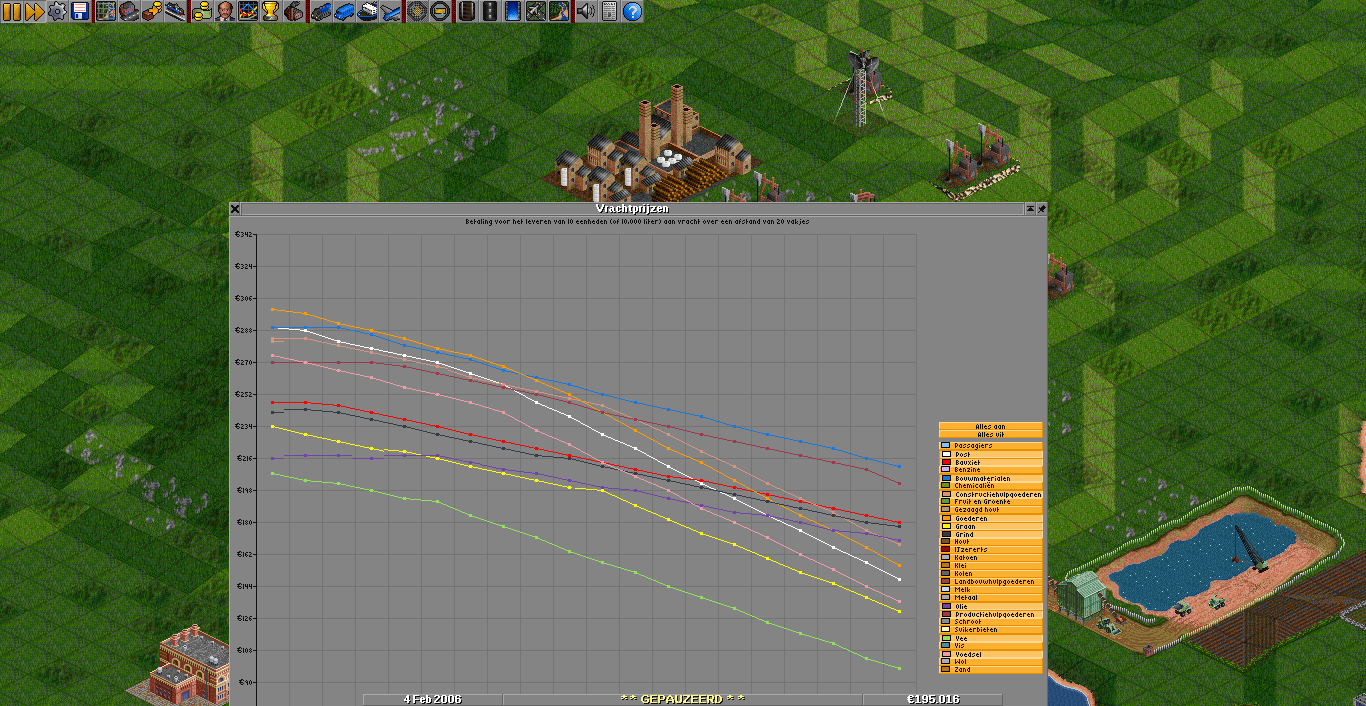 Vrachtprijzen
Betaling voor het leveren van 10 eenheden (of 10.000 liter) aan vracht over een afstand van 20 vakjes
€342
€324
€306
€288
€270
€252
€234
€216
€198
€180
€162
€144
€126
€108
€90
Alles aan
Alles uit
Passagiers
Post
Bauxiet
Benzine
Bouwmaterialen
Chemicaliën
Constructiehulpgoederen
Fruit en Groente
Gezaagd hout
Goederen
Graan
Grind
Hout
IJzererts
Katoen
Klei
Kolen
Landbouwhulpgoederen
Melk
Metaal
Olie
Productiehulpgoederen
Schroot
Suikerbieten
Vee
Vis
Voedsel
Wol
Zand
4 Feb 2006
* * GEPAUZEERD * *
€195.016